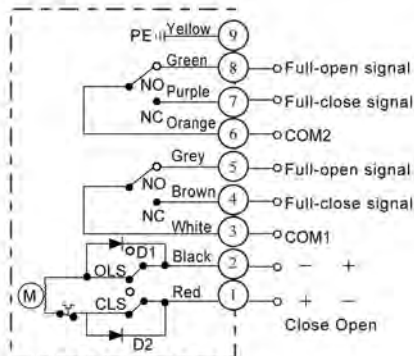 PE Yellow 9
Green 8 Full-open signal
NO Purple 7 Full-close signal
NC Orange 6 COM2
Grey 5 Full-open signal
NO Brown 4 Full-close signal
NC White 3 COM1
D1 Black 2 − +
OLS
M CLS Red 1 + −
D2 Close Open